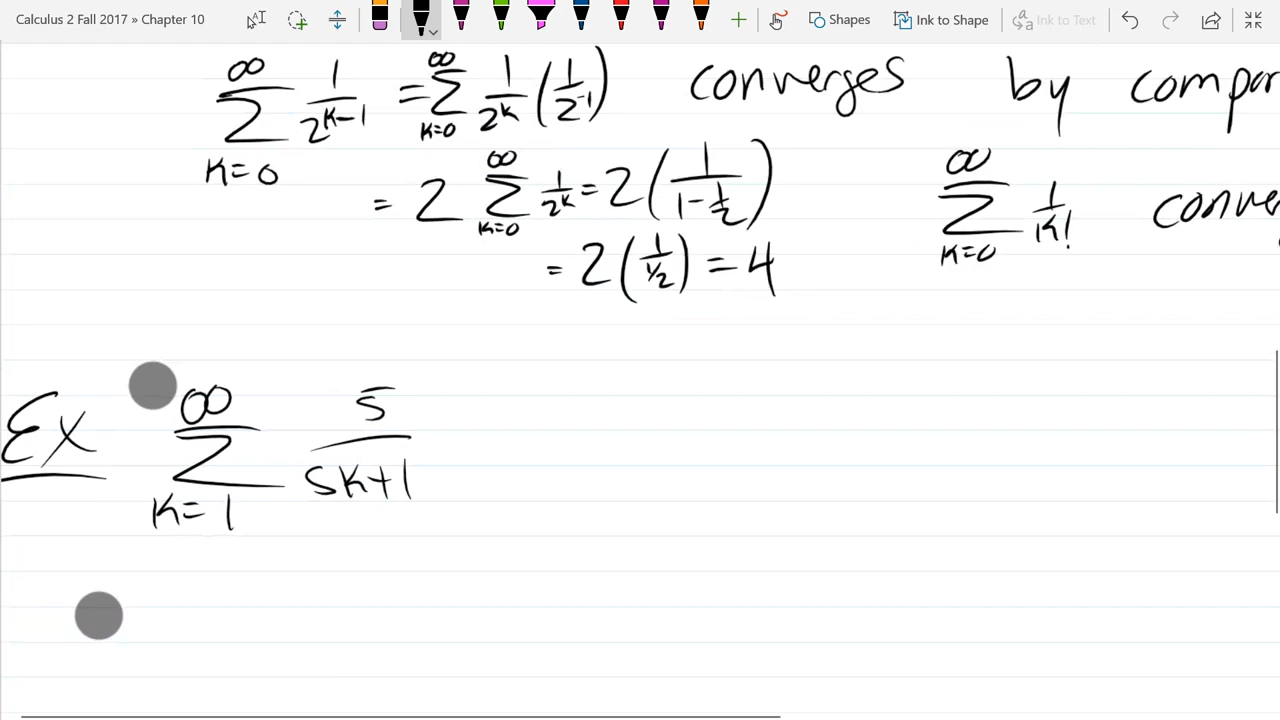 Calculus 2 Fall 2017 » Chapter 10 Shapes Ink to Shape Ink to Text
∞ ∑ K=0 1/2^(K-1) = ∞ ∑ K=0 1/2^K (1/2^-1) converges by compar
= 2 ∞ ∑ K=0 1/2^K = 2(1/(1-1/2)) ∞ ∑ K=0 1/K! conve
= 2(1/(1/2)) = 4
Ex ∞ ∑ K=1 5/(5K+1)